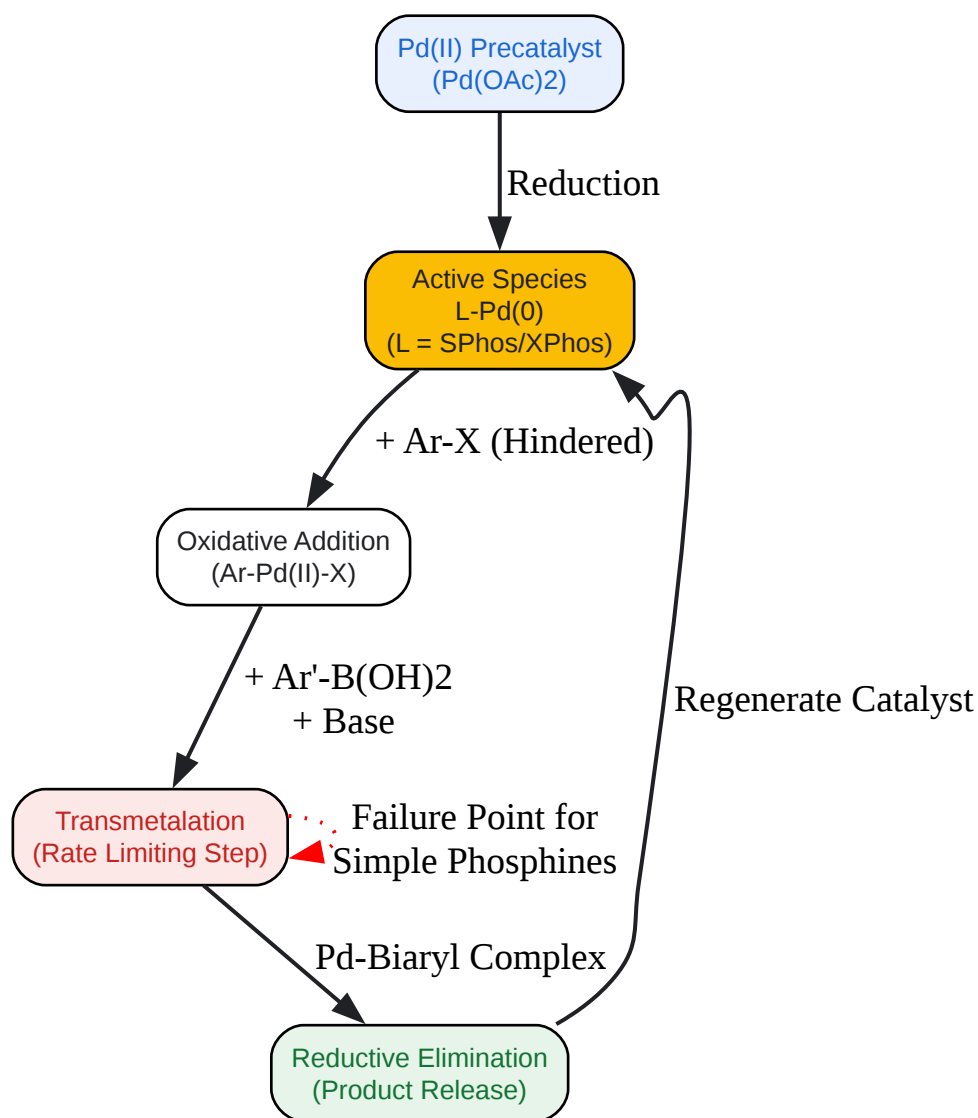 Pd(II) Precatalyst
(Pd(OAc)2)
Reduction
Active Species
L-Pd(0)
(L = SPhos/XPhos)
+ Ar-X (Hindered)
Oxidative Addition
(Ar-Pd(II)-X)
+ Ar'-B(OH)2
+ Base
Regenerate Catalyst
Transmetalation
(Rate Limiting Step)
Failure Point for
Simple Phosphines
Pd-Biaryl Complex
Reductive Elimination
(Product Release)